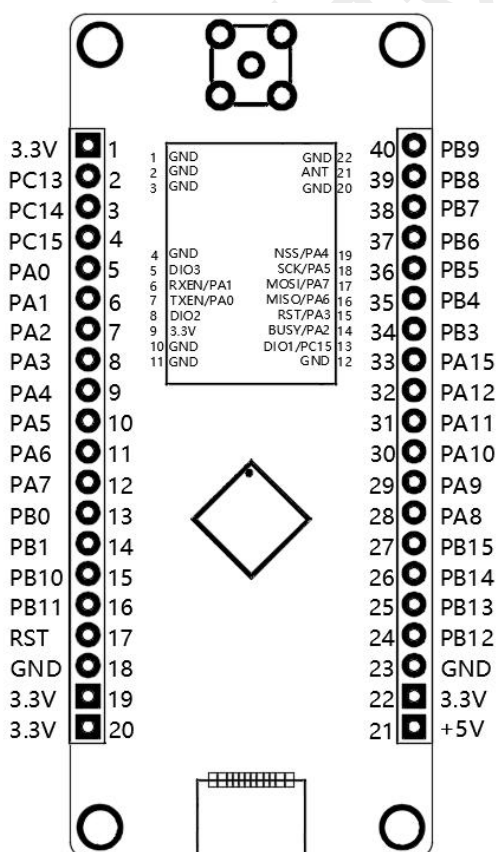 3.3V 1
PC13 2
PC14 3
PC15 4
PA0 5
PA1 6
PA2 7
PA3 8
PA4 9
PA5 10
PA6 11
PA7 12
PB0 13
PB1 14
PB10 15
PB11 16
RST 17
GND 18
3.3V 19
3.3V 20
1 GND
2 GND
3 GND
4 GND
5 DIO3
6 RXEN/PA1
7 TXEN/PA0
8 DIO2
9 3.3V
10 GND
11 GND
GND 22
ANT 21
GND 20
NSS/PA4 19
SCK/PA5 18
MOSI/PA7 17
MISO/PA6 16
RST/PA3 15
BUSY/PA2 14
DIO1/PC15 13
GND 12
40 PB9
39 PB8
38 PB7
37 PB6
36 PB5
35 PB4
34 PB3
33 PA15
32 PA12
31 PA11
30 PA10
29 PA9
28 PA8
27 PB15
26 PB14
25 PB13
24 PB12
23 GND
22 3.3V
21 +5V